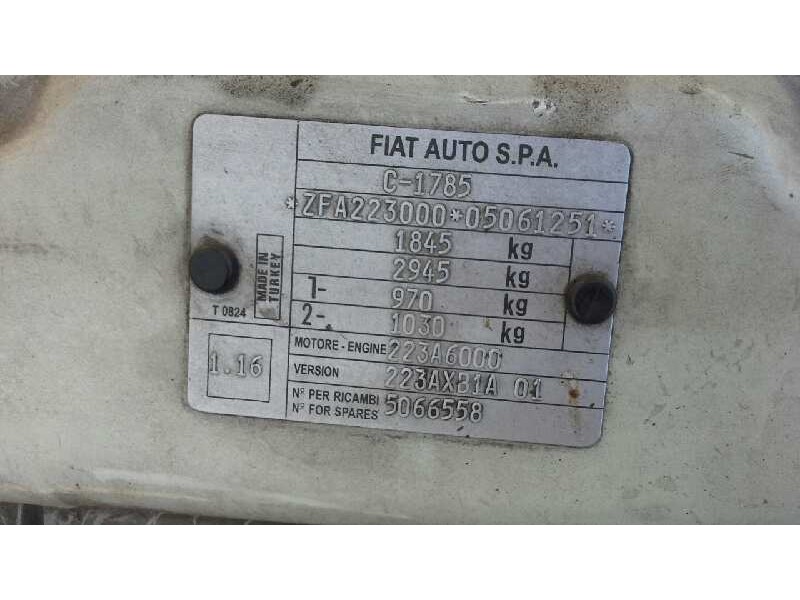 FIAT AUTO S.P.A.
C-1785
*ZFA223000*05061251*
1845 kg
2945 kg
1- 970 kg
2- 1030 kg
MADE IN
TURKEY
T 0824
1.16
MOTORE - ENGINE 223A6000
VERSION 223AXB1A 01
Nº PER RICAMBI
Nº FOR SPARES 5066558